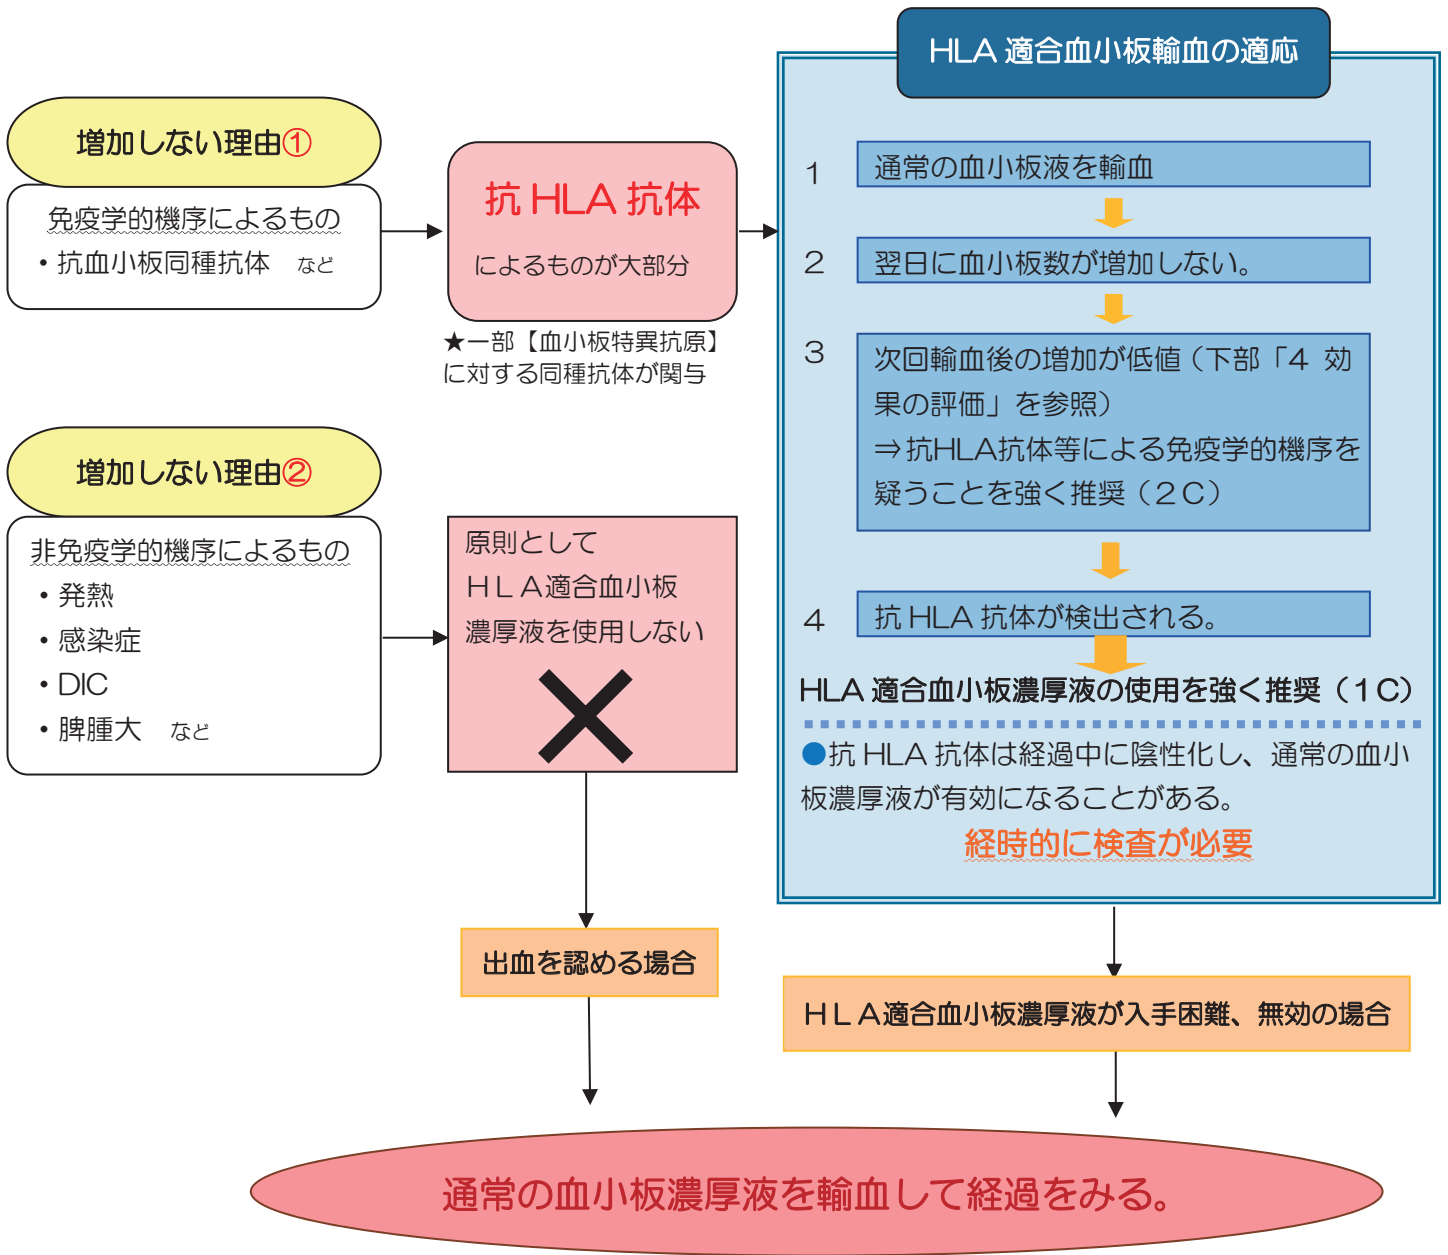 増加しない理由①
免疫学的機序によるもの
・抗血小板同種抗体 など
抗 HLA 抗体
によるものが大部分
★一部【血小板特異抗原】
に対する同種抗体が関与
増加しない理由②
非免疫学的機序によるもの
・発熱
・感染症
・DIC
・脾腫大 など
原則として
HLA適合血小板
濃厚液を使用しない
出血を認める場合
HLA 適合血小板輸血の適応
1 通常の血小板液を輸血
2 翌日に血小板数が増加しない。
3 次回輸血後の増加が低値（下部「4 効
果の評価」を参照）
⇒抗HLA抗体等による免疫学的機序を
疑うことを強く推奨（2C）
4 抗 HLA 抗体が検出される。
HLA 適合血小板濃厚液の使用を強く推奨（1C）
●抗 HLA 抗体は経過中に陰性化し、通常の血小
板濃厚液が有効になることがある。
経時的に検査が必要
HLA適合血小板濃厚液が入手困難、無効の場合
通常の血小板濃厚液を輸血して経過をみる。